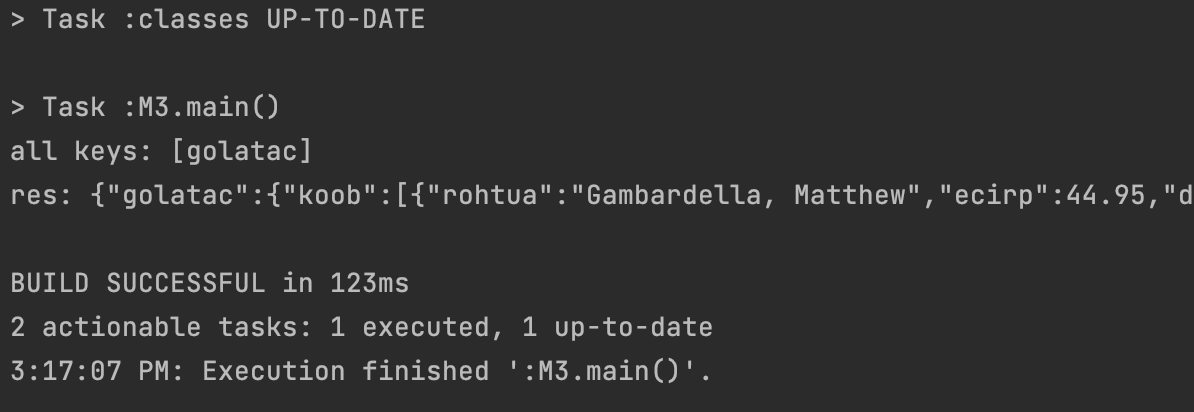 > Task :classes UP-TO-DATE
> Task :M3.main()
all keys: [golatac]
res: {"golatac":{"koob":[{"rohtua":"Gambardella, Matthew","ecirp":44.95,"d
BUILD SUCCESSFUL in 123ms
2 actionable tasks: 1 executed, 1 up-to-date
3:17:07 PM: Execution finished ':M3.main()'.